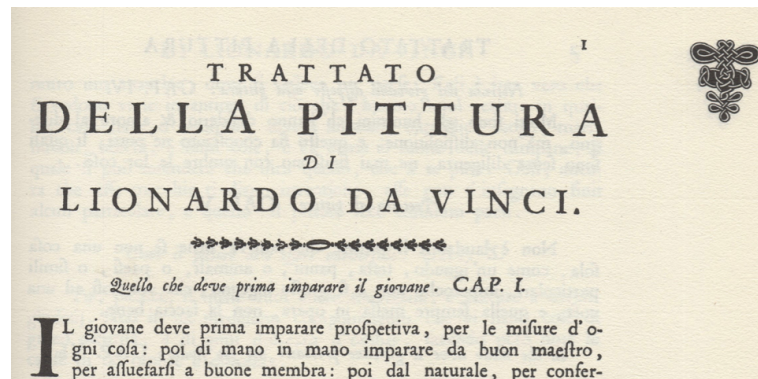 1
TRATTATO
DELLA PITTURA
DI
LIONARDO DA VINCI.
Quello che deve prima imparare il giovane. CAP. I.
IL giovane deve prima imparare proſpettiva, per le miſure d'o-
gni coſa: poi di mano in mano imparare da buon maeſtro,
per aſſuefarſi a buone membra: poi dal naturale, per confer-